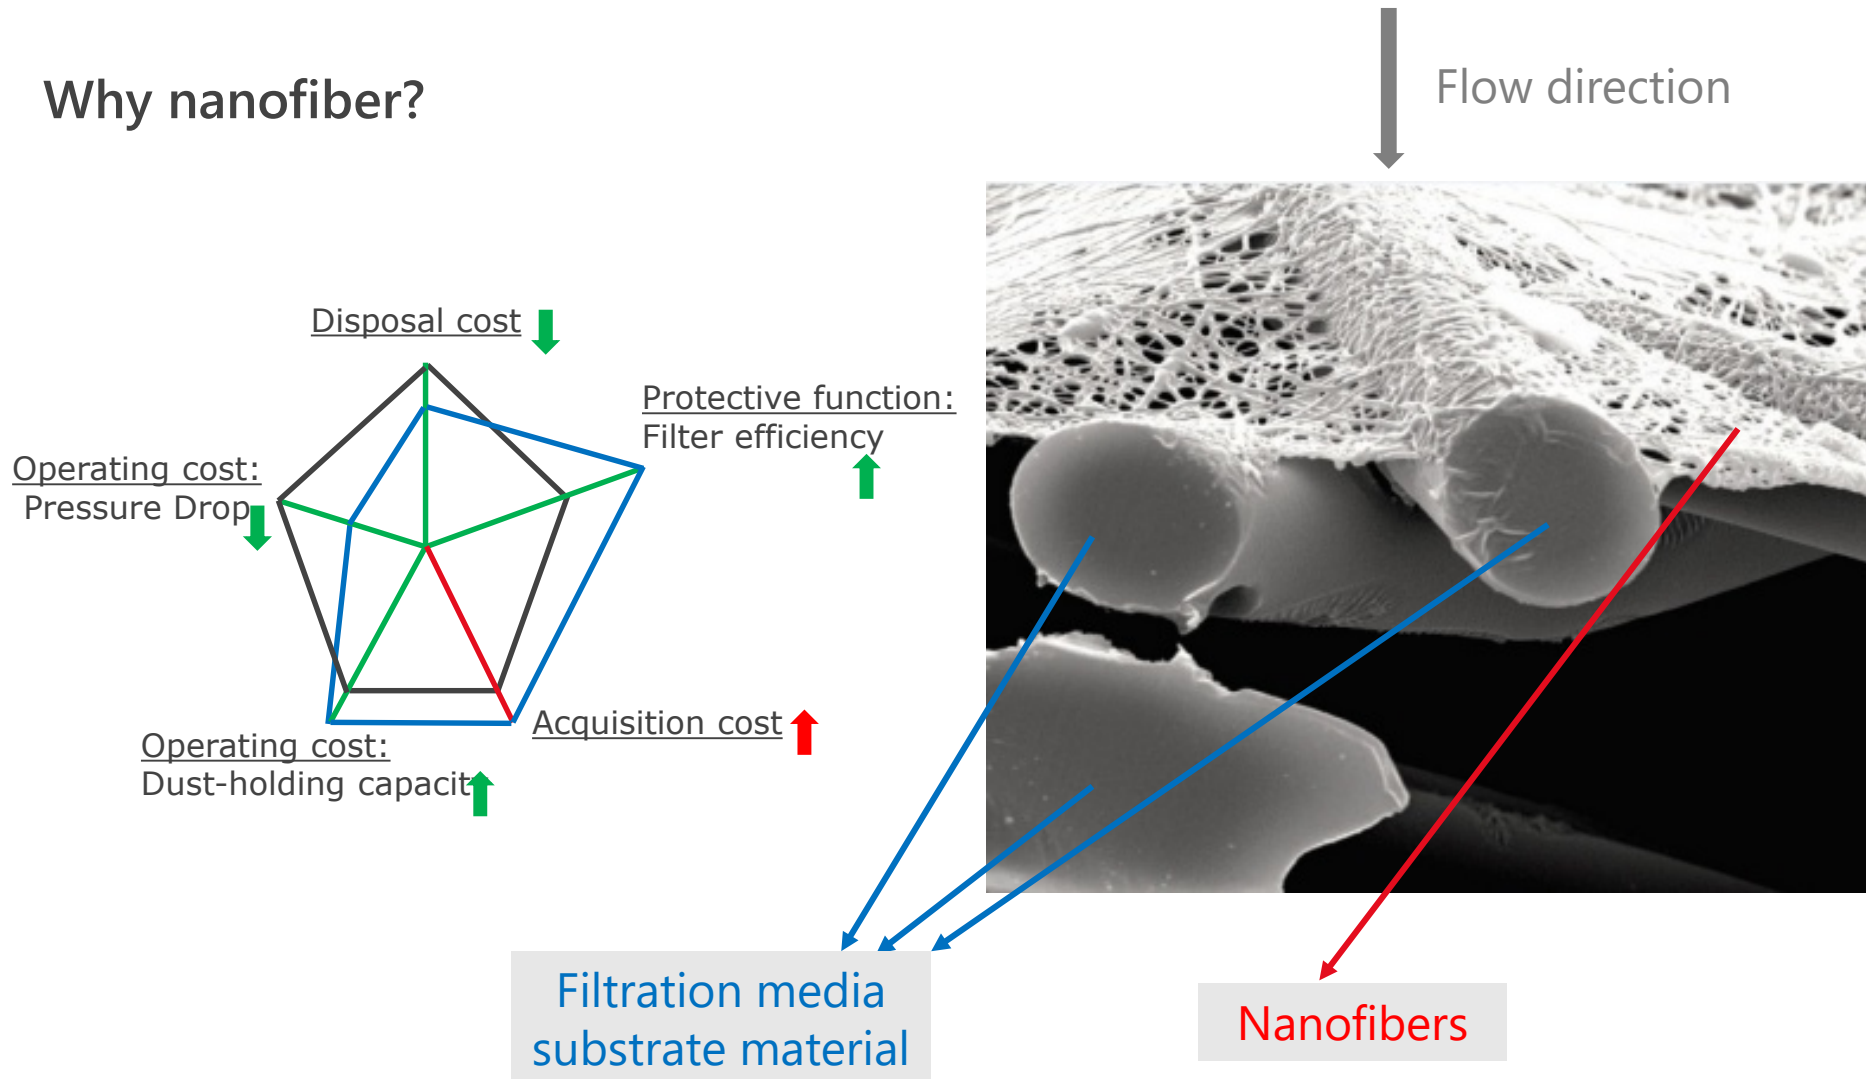 Why nanofiber?
Flow direction
Disposal cost
Protective function:
Filter efficiency
Operating cost:
Pressure Drop
Acquisition cost
Operating cost:
Dust-holding capacity
Filtration media
substrate material
Nanofibers